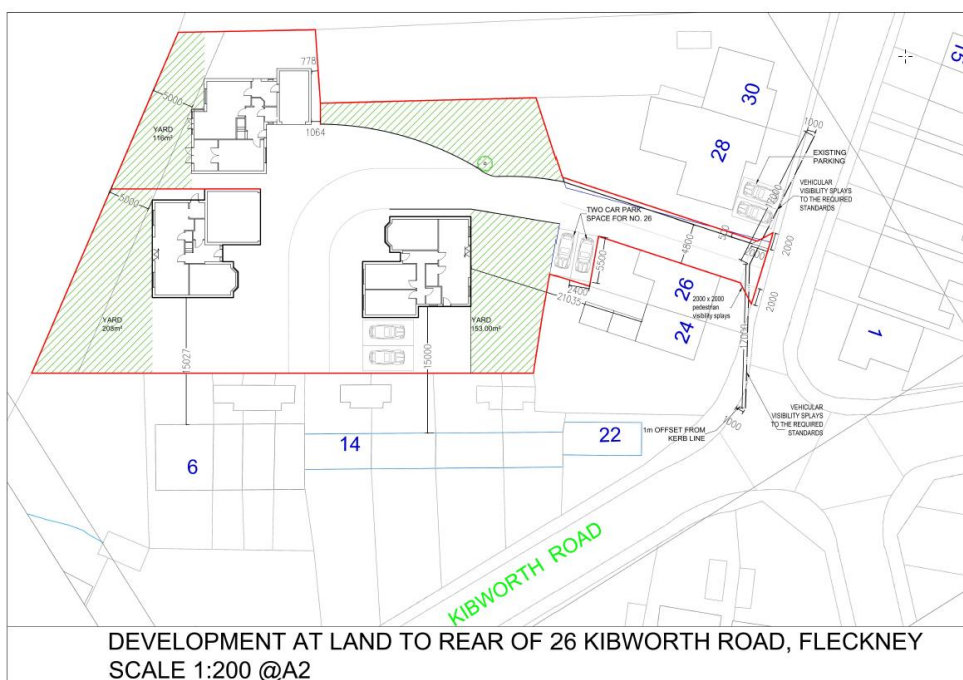 778
5000
YARD
116m²
1064
30
28
15
1000
EXISTING
PARKING
VEHICULAR
VISIBILITY SPLAYS
TO THE REQUIRED
STANDARDS
17000
5000
TWO CAR PARK
SPACE FOR NO. 26
5500
2400
4800
2000
2000
2000 x 2000
pedestrian
visibility splays
21035
26
24
1
YARD
208m²
YARD
153.00m²
15027
15000
17000
1000
1m OFFSET FROM
KERB LINE
VEHICULAR
VISIBILITY SPLAYS
TO THE REQUIRED
STANDARDS
6
14
22
KIBWORTH ROAD
DEVELOPMENT AT LAND TO REAR OF 26 KIBWORTH ROAD, FLECKNEY
SCALE 1:200 @A2